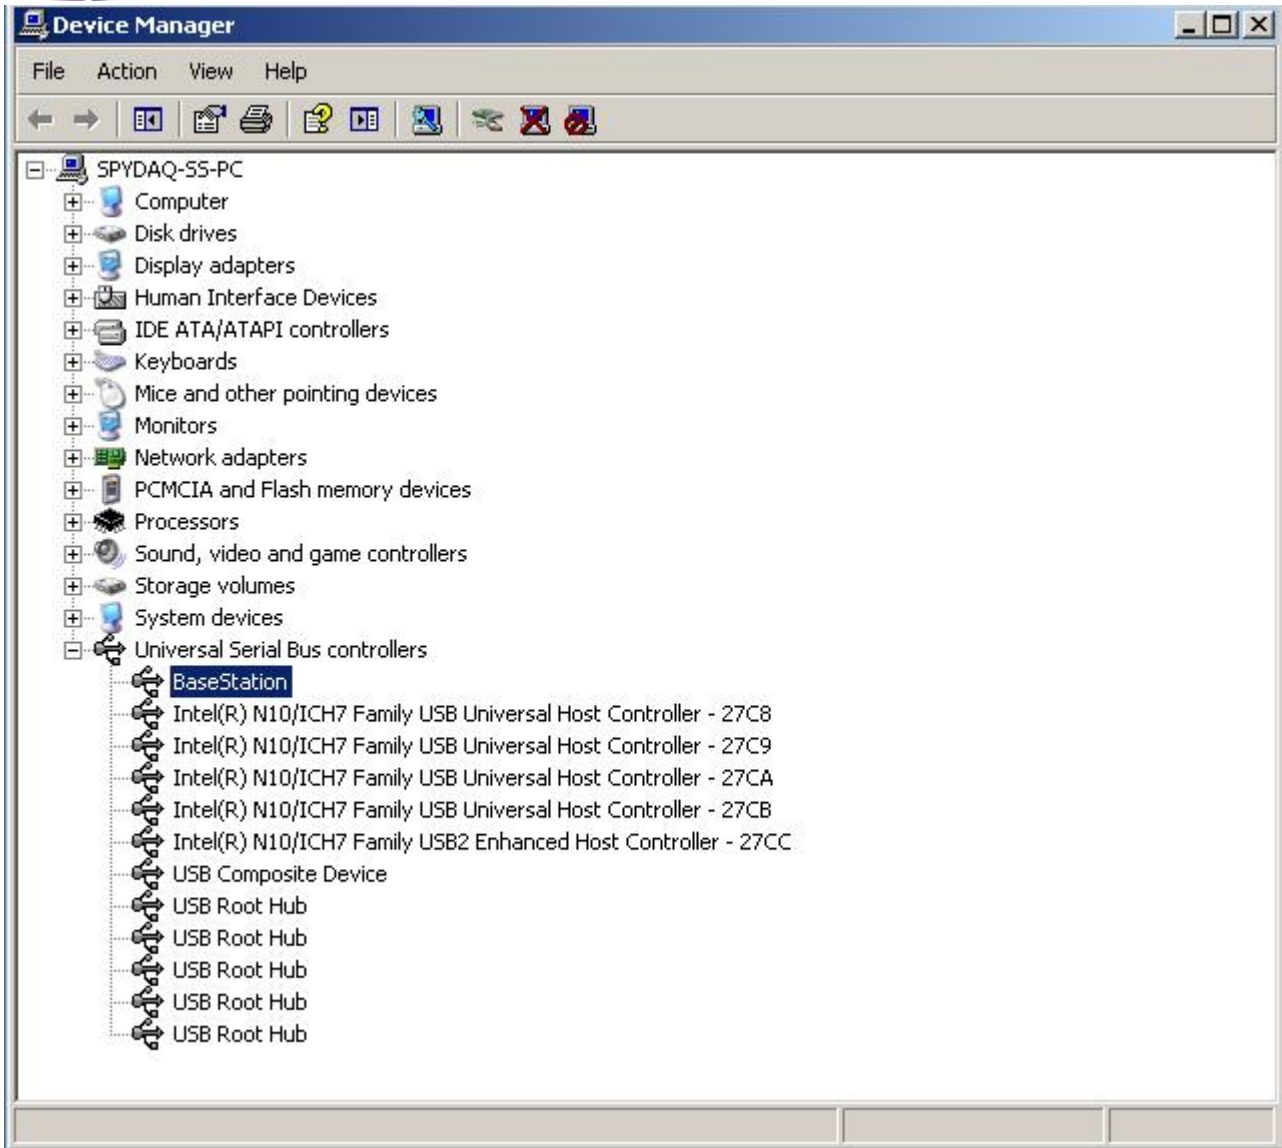 Device Manager
File Action View Help
SPYDAQ-SS-PC
Computer
Disk drives
Display adapters
Human Interface Devices
IDE ATA/ATAPI controllers
Keyboards
Mice and other pointing devices
Monitors
Network adapters
PCMCIA and Flash memory devices
Processors
Sound, video and game controllers
Storage volumes
System devices
Universal Serial Bus controllers
BaseStation
Intel(R) N10/ICH7 Family USB Universal Host Controller - 27C8
Intel(R) N10/ICH7 Family USB Universal Host Controller - 27C9
Intel(R) N10/ICH7 Family USB Universal Host Controller - 27CA
Intel(R) N10/ICH7 Family USB Universal Host Controller - 27CB
Intel(R) N10/ICH7 Family USB2 Enhanced Host Controller - 27CC
USB Composite Device
USB Root Hub
USB Root Hub
USB Root Hub
USB Root Hub
USB Root Hub